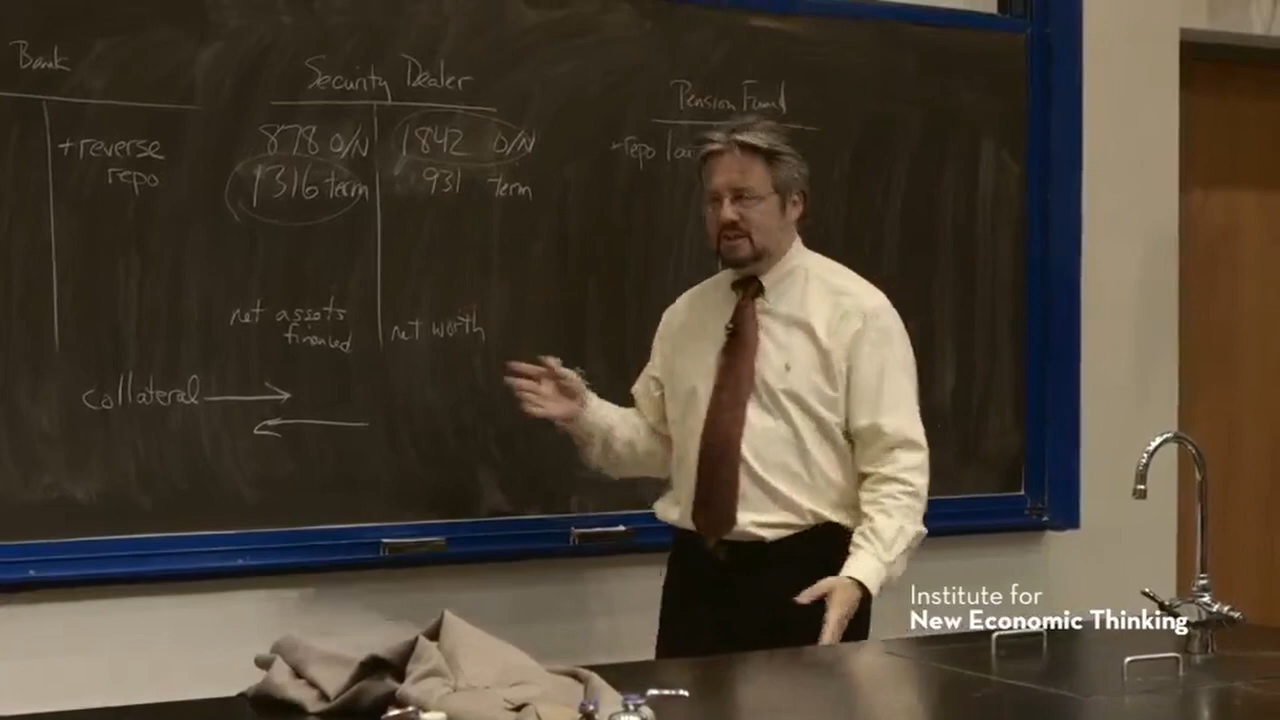 Bank
+reverse
repo
Security Dealer
878 O/N 1842 O/N
1316 term 931 term
net assets
financed
net worth
collateral
Pension Fund
repo
Institute for
New Economic Thinking